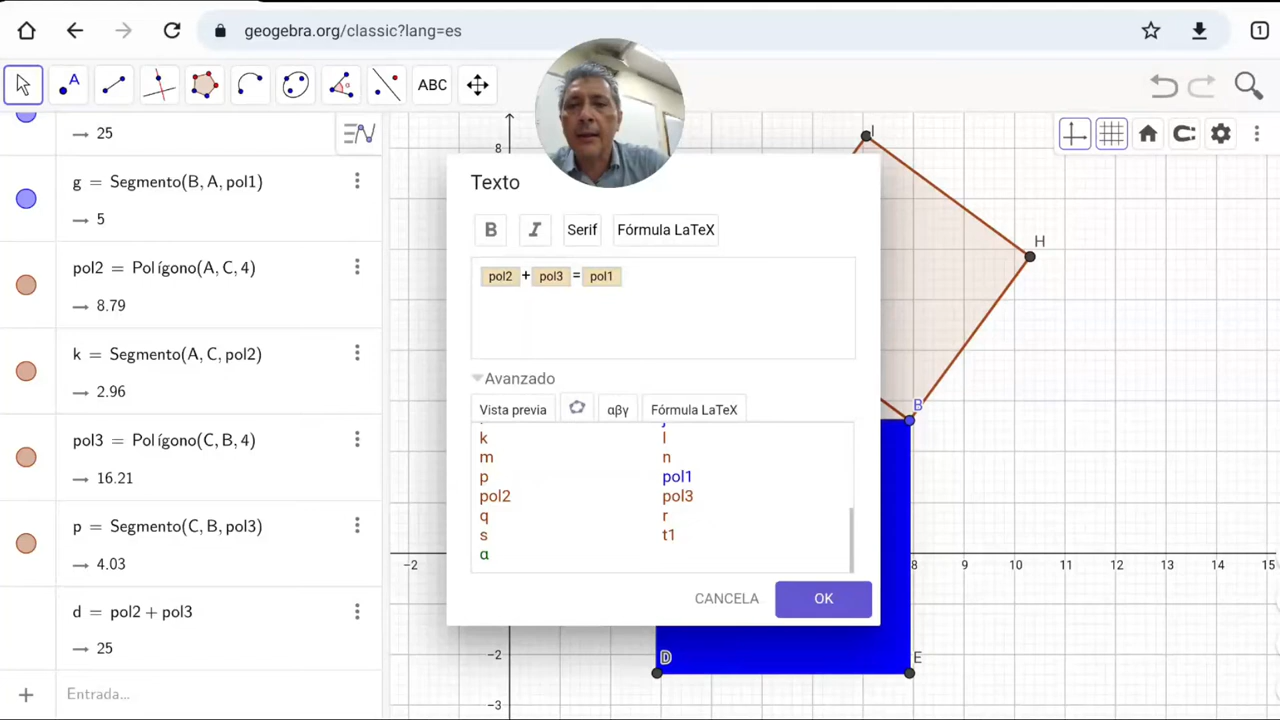 geogebra.org/classic?lang=es
1
A
ABC
25
g = Segmento(B, A, pol1)
→ 5
pol2 = Polígono(A, C, 4)
→ 8.79
k = Segmento(A, C, pol2)
→ 2.96
pol3 = Polígono(C, B, 4)
→ 16.21
p = Segmento(C, B, pol3)
→ 4.03
d = pol2 + pol3
→ 25
Entrada...
Texto
B I Serif Fórmula LaTeX
pol2 + pol3 = pol1
Avanzado
Vista previa αβγ Fórmula LaTeX
k l
m n
p pol1
pol2 pol3
q r
s t1
α
CANCELA OK
8
I
H
B
-2 8 9 10 11 12 13 14 15
-2
D E
-3